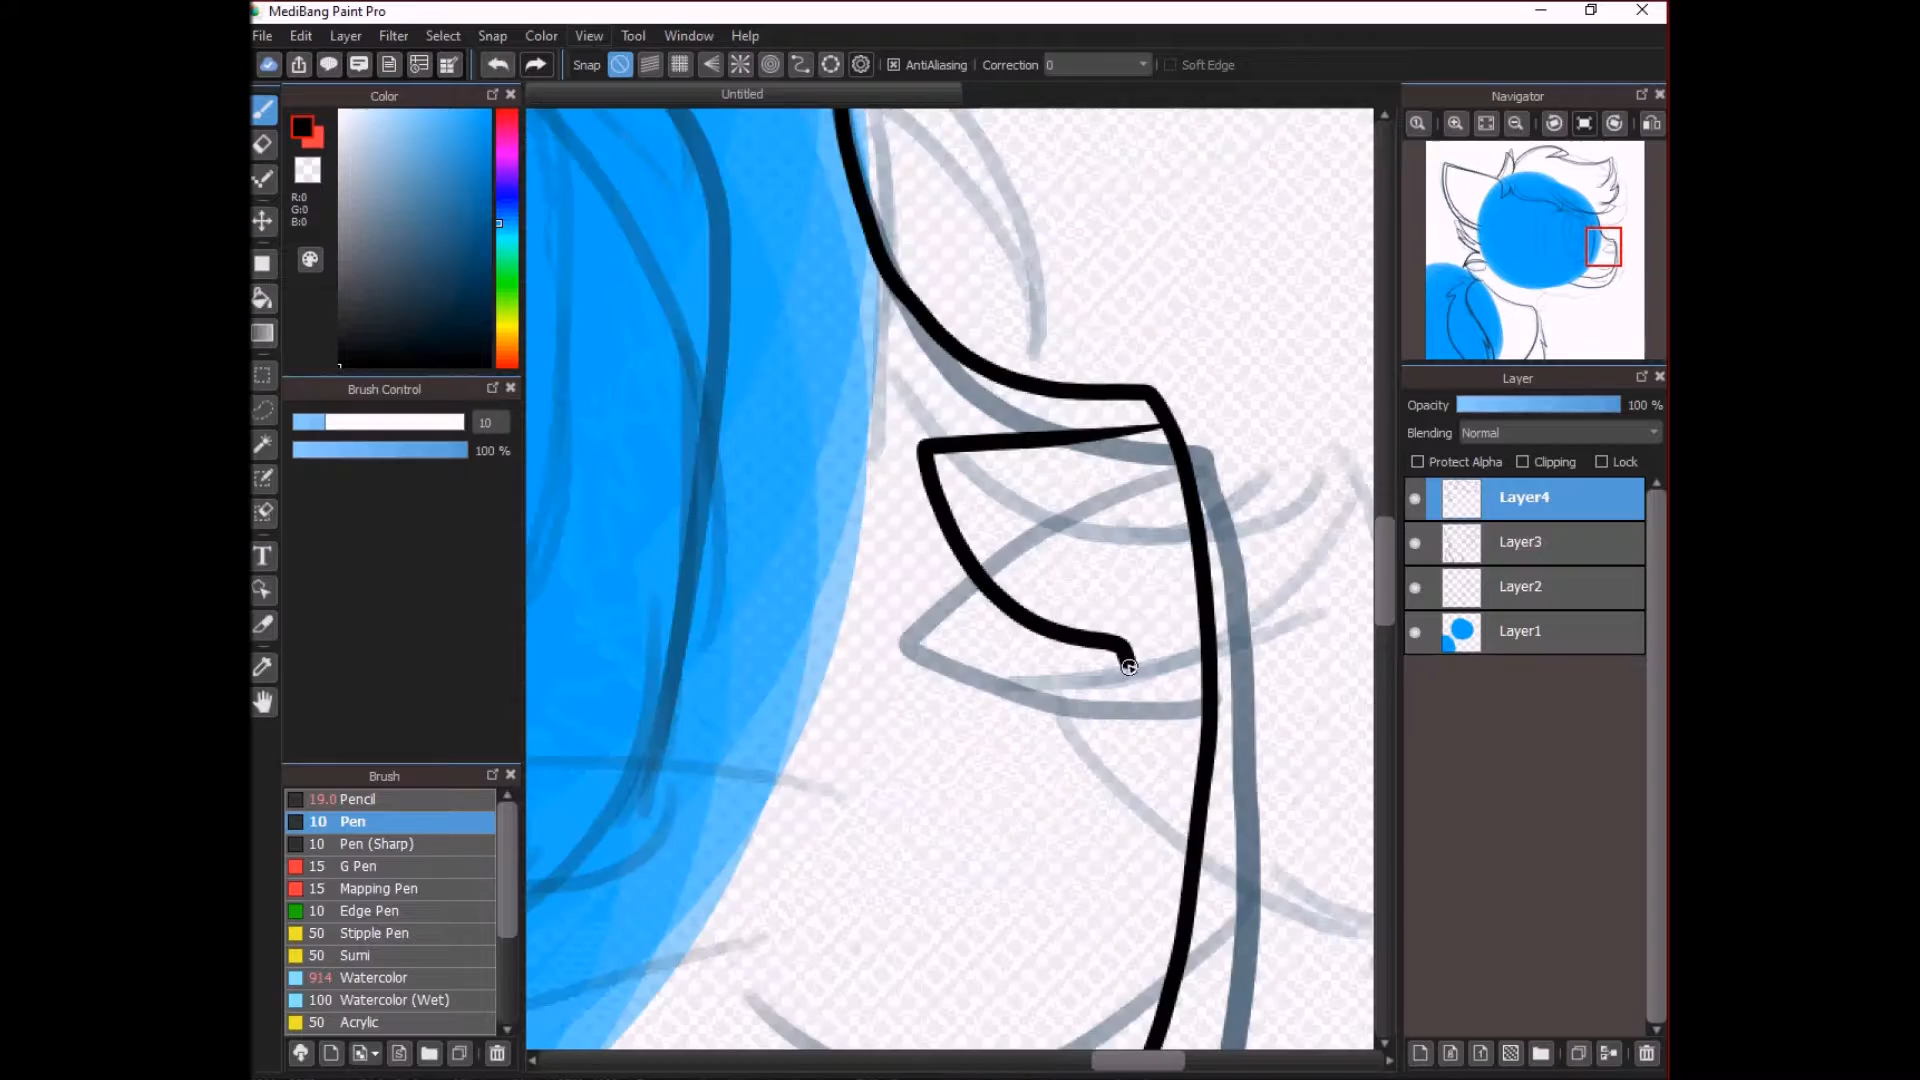 MediBang Paint Pro
File Edit Layer Filter Select Snap Color View Tool Window Help
Snap AntiAliasing Correction 0 Soft Edge
Color Untitled Navigator
R:0
G:0
B:0
Layer
Brush Control
Opacity 100 %
10
Blending Normal
100 %
Protect Alpha Clipping Lock
Layer4
Layer3
Layer2
Layer1
Brush
19.0 Pencil
10 Pen
10 Pen (Sharp)
15 G Pen
15 Mapping Pen
10 Edge Pen
50 Stipple Pen
50 Sumi
914 Watercolor
100 Watercolor (Wet)
50 Acrylic